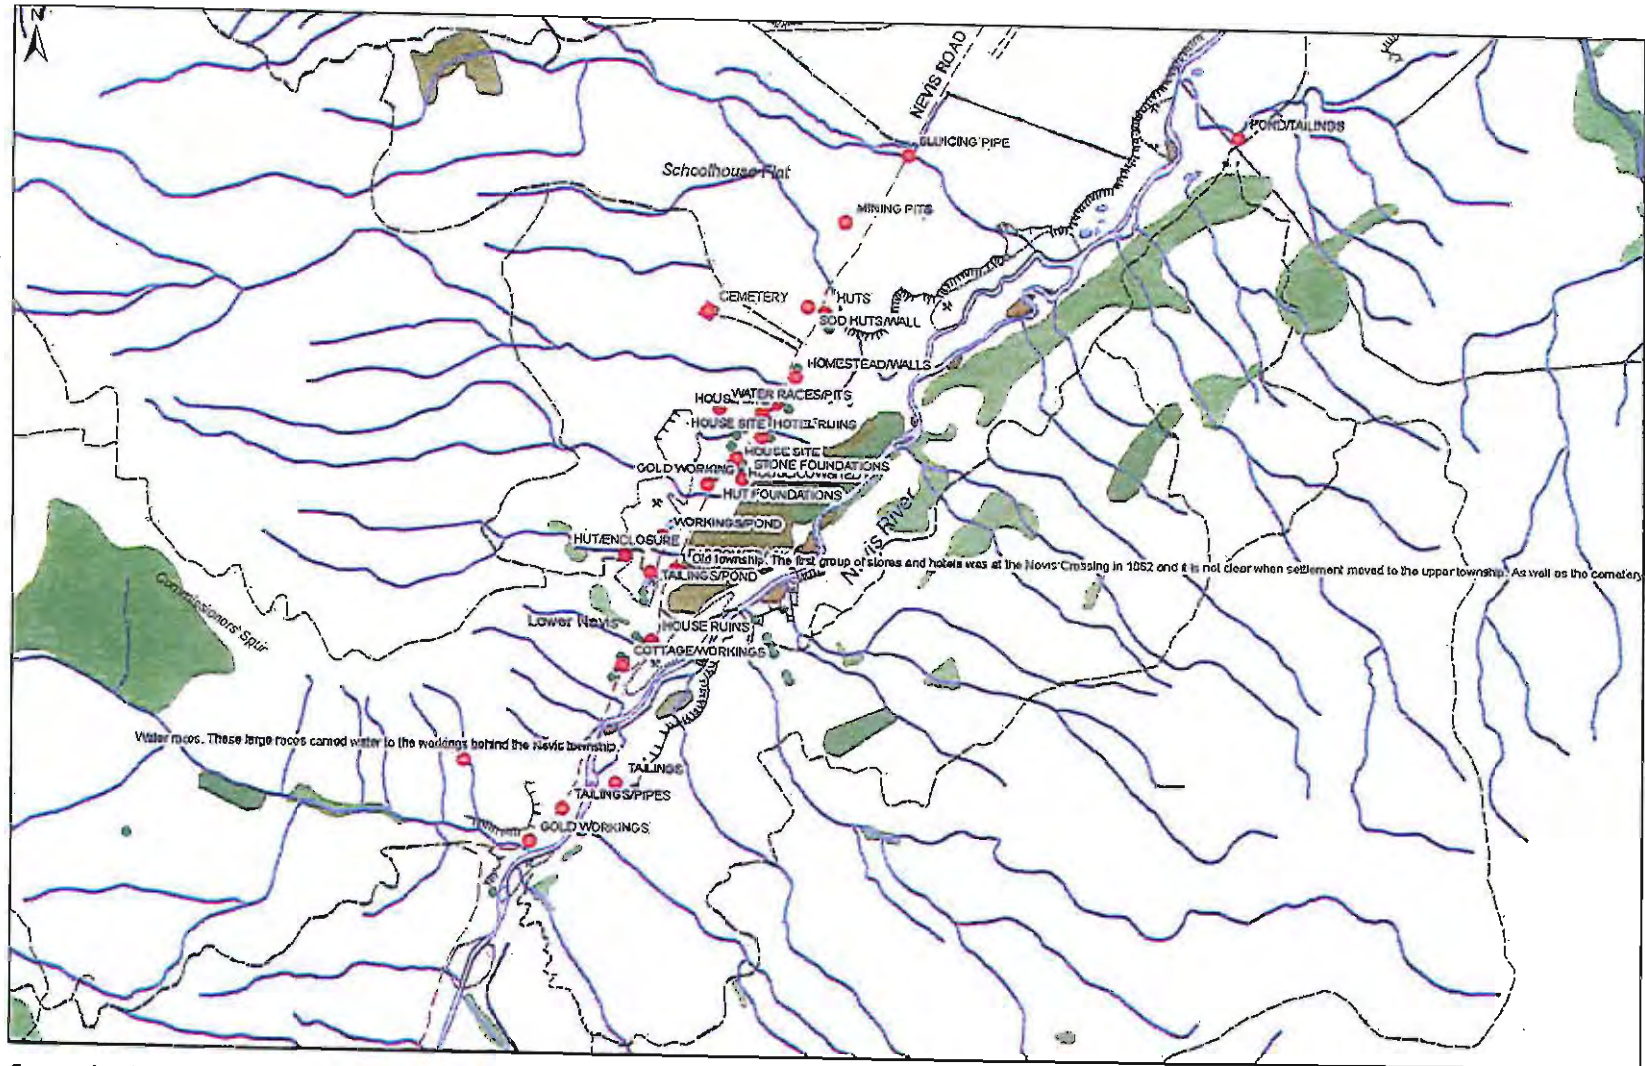 N
NEVIS ROAD
SLUICING PIPE
POND/TAILINGS
Schoolhouse Flat
MINING PITS
CEMETERY
HUTS
SOD HUTS/WALL
HOMESTEAD/WALLS
WATER RACES/PITS
HOUSE SITE
HOTEL RUINS
HOUSE SITE
GOLD WORKING
STONE FOUNDATIONS
HUT FOUNDATIONS
WORKINGS/POND
HUT/ENCLOSURE
Nevis River
Old township. The first group of stores and hotels was at the Nevis Crossing in 1862 and it is not clear when settlement moved to the upper township. As well as the cemetery
TAILINGS/POND
Commissioners' Spur
Lower Nevis
HOUSE RUINS
COTTAGE/WORKINGS
Water races. These large races carried water to the workings behind the Nevis township.
TAILINGS
TAILINGS/PIPES
GOLD WORKINGS